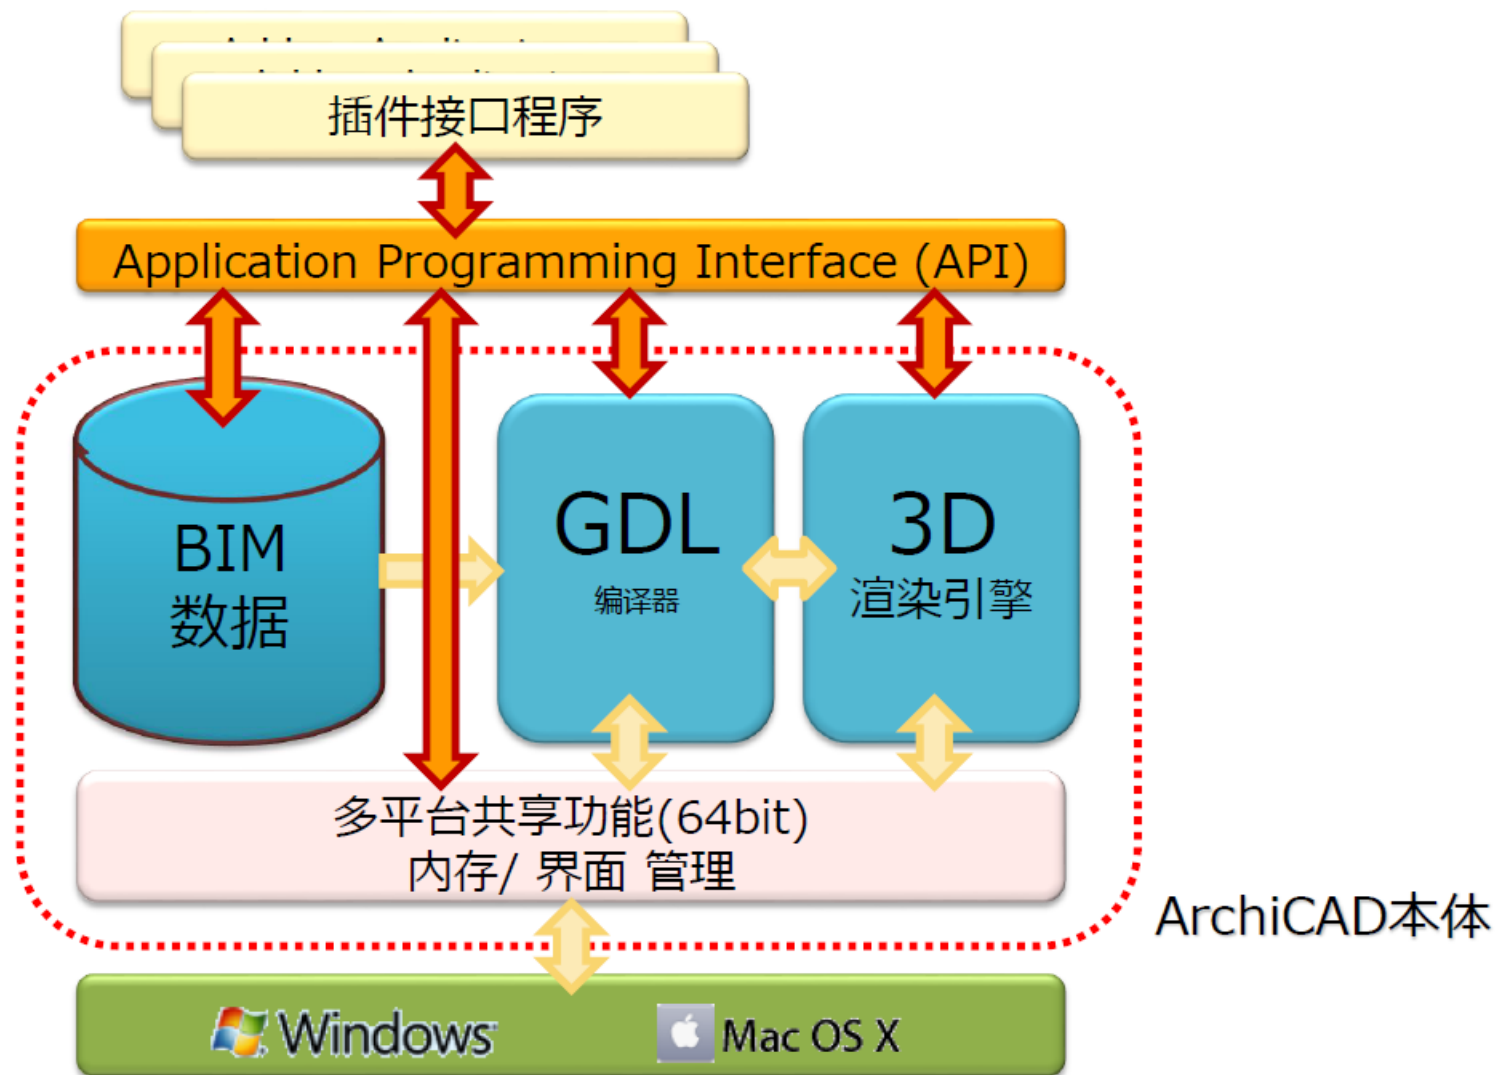 插件接口程序
Application Programming Interface (API)
BIM
数据
GDL
编译器
3D
渲染引擎
多平台共享功能(64bit)
内存/ 界面 管理
ArchiCAD本体
Windows
Mac OS X